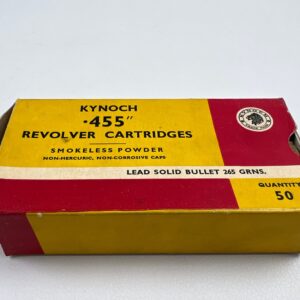 KYNOCH
·455"
REVOLVER CARTRIDGES
SMOKELESS POWDER
NON-MERCURIC, NON-CORROSIVE CAPS
LEAD SOLID BULLET 265 GRNS.
QUANTITY
50